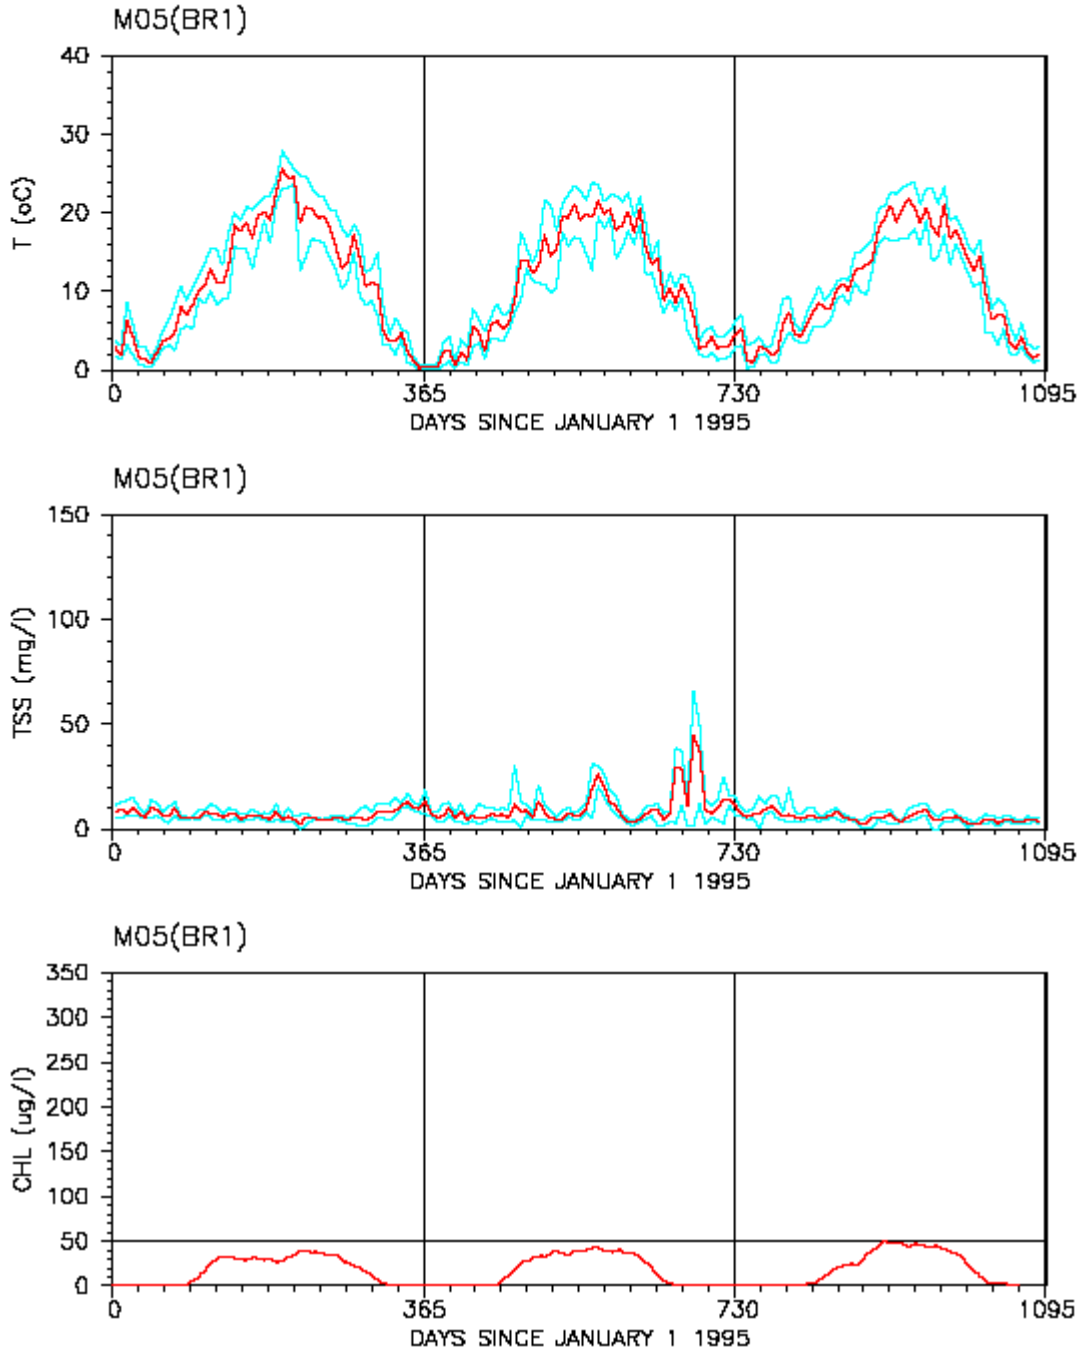 M05(BR1)
40
30
20
10
0
T (oC)
0 365 730 1095
DAYS SINCE JANUARY 1 1995
M05(BR1)
150
100
50
0
TSS (mg/l)
0 365 730 1095
DAYS SINCE JANUARY 1 1995
M05(BR1)
350
300
250
200
150
100
50
0
CHL (ug/l)
0 365 730 1095
DAYS SINCE JANUARY 1 1995